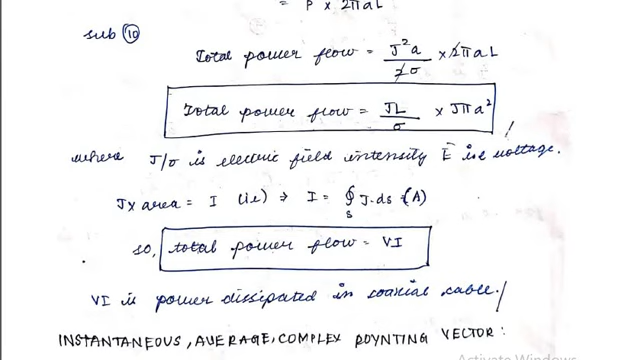 = P × 2πaL
sub ⑩
Total power flow = J²a/2σ × 2πaL
Total power flow = JL/σ × Jπa²
where J/σ is electric field intensity E i.e voltage.
J× area = I (i.e) ⇒ I = ∮s J.ds (A)
so, total power flow = VI
VI is power dissipated in coaxial cable.
INSTANTANEOUS, AVERAGE, COMPLEX POYNTING VECTOR:
Activate Windows